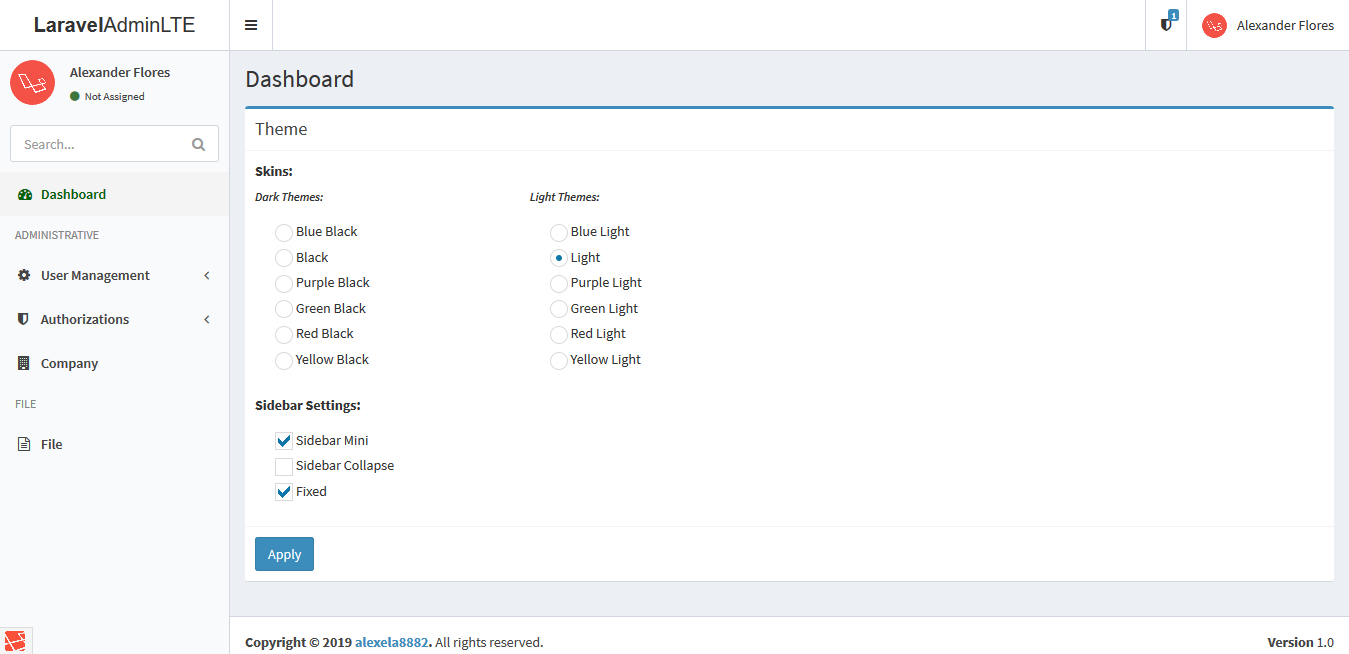 LaravelAdminLTE
1
Alexander Flores
Alexander Flores
Not Assigned
Search...
Dashboard
ADMINISTRATIVE
User Management
Authorizations
Company
FILE
File
Dashboard
Theme
Skins:
Dark Themes: Light Themes:
Blue Black Blue Light
Black Light
Purple Black Purple Light
Green Black Green Light
Red Black Red Light
Yellow Black Yellow Light
Sidebar Settings:
Sidebar Mini
Sidebar Collapse
Fixed
Apply
Copyright © 2019 alexela8882. All rights reserved. Version 1.0